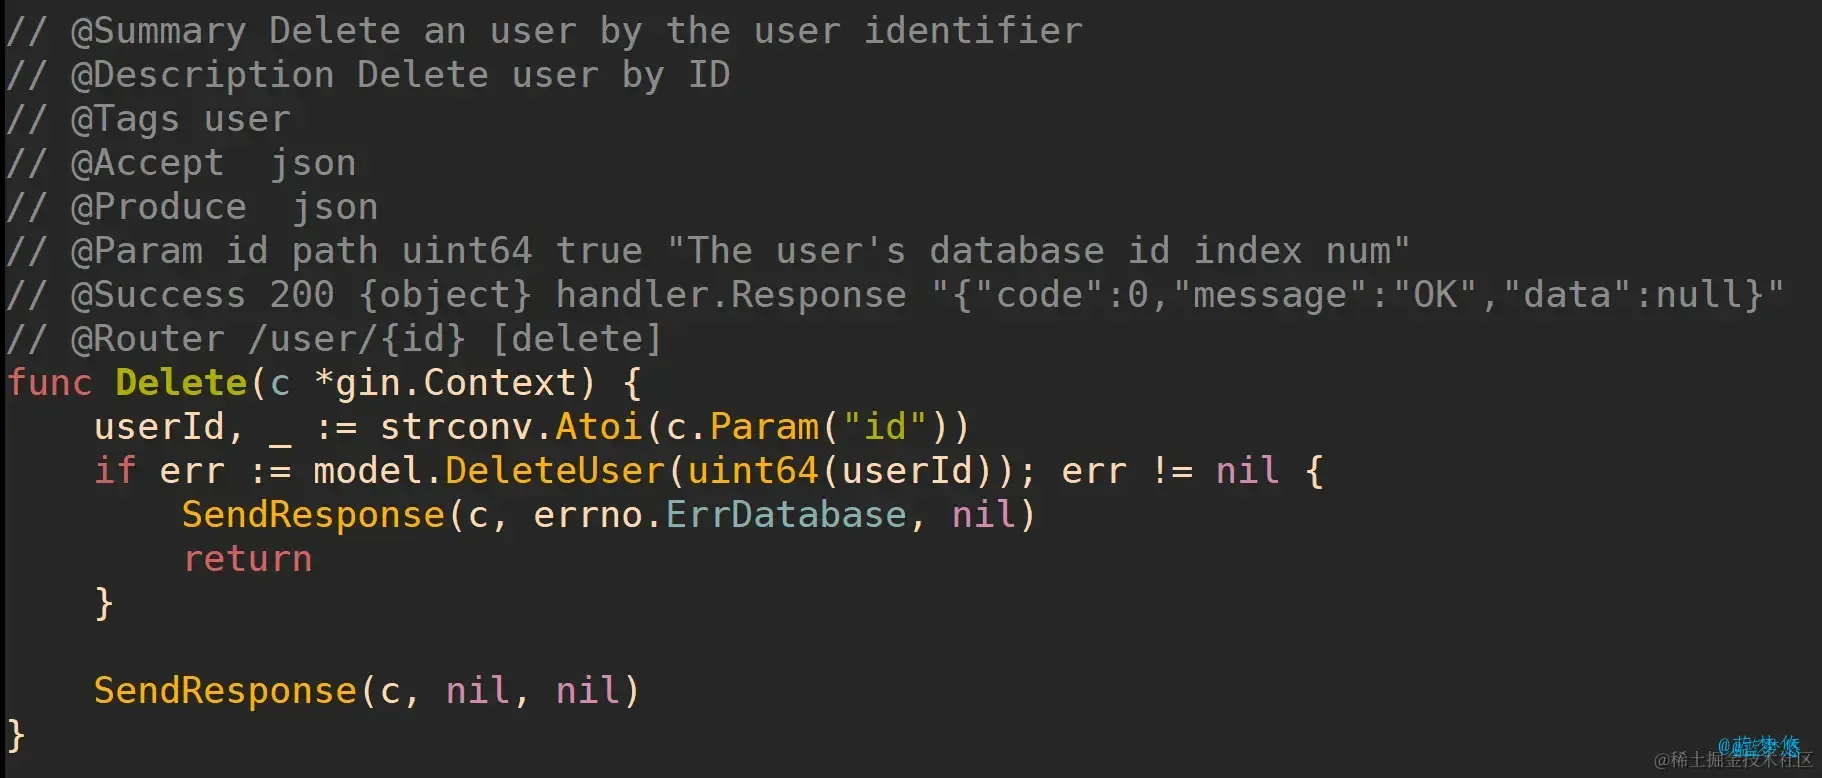 // @Summary Delete an user by the user identifier
// @Description Delete user by ID
// @Tags user
// @Accept  json
// @Produce  json
// @Param id path uint64 true "The user's database id index num"
// @Success 200 {object} handler.Response "{"code":0,"message":"OK","data":null}"
// @Router /user/{id} [delete]
func Delete(c *gin.Context) {
    userId, _ := strconv.Atoi(c.Param("id"))
    if err := model.DeleteUser(uint64(userId)); err != nil {
        SendResponse(c, errno.ErrDatabase, nil)
        return
    }

    SendResponse(c, nil, nil)
}
@稀土掘金技术社区